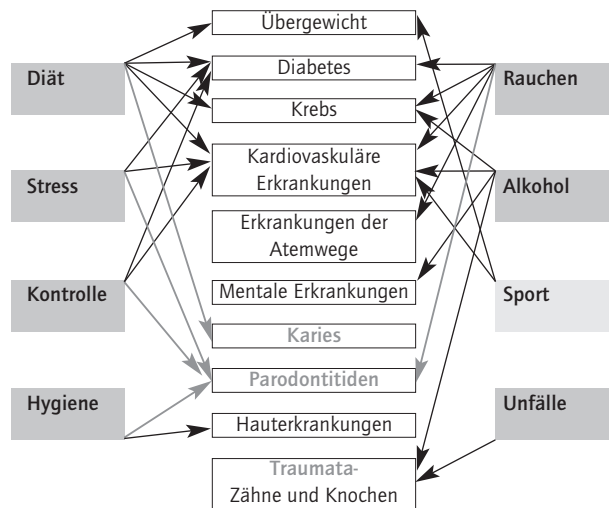 Übergewicht
Diät
Diabetes
Rauchen
Krebs
Kardiovaskuläre
Erkrankungen
Stress
Alkohol
Erkrankungen der
Atemwege
Kontrolle
Mentale Erkrankungen
Sport
Karies
Parodontitiden
Hygiene
Unfälle
Hauterkrankungen
Traumata-
Zähne und Knochen